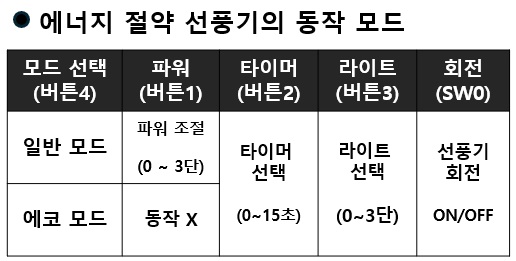 ● 에너지 절약 선풍기의 동작 모드
모드 선택 (버튼4) 파워 (버튼1) 타이머 (버튼2) 라이트 (버튼3) 회전 (SW0)
일반 모드 파워 조절 (0 ~ 3단) 타이머 선택 (0~15초) 라이트 선택 (0~3단) 선풍기 회전 ON/OFF
에코 모드 동작 X